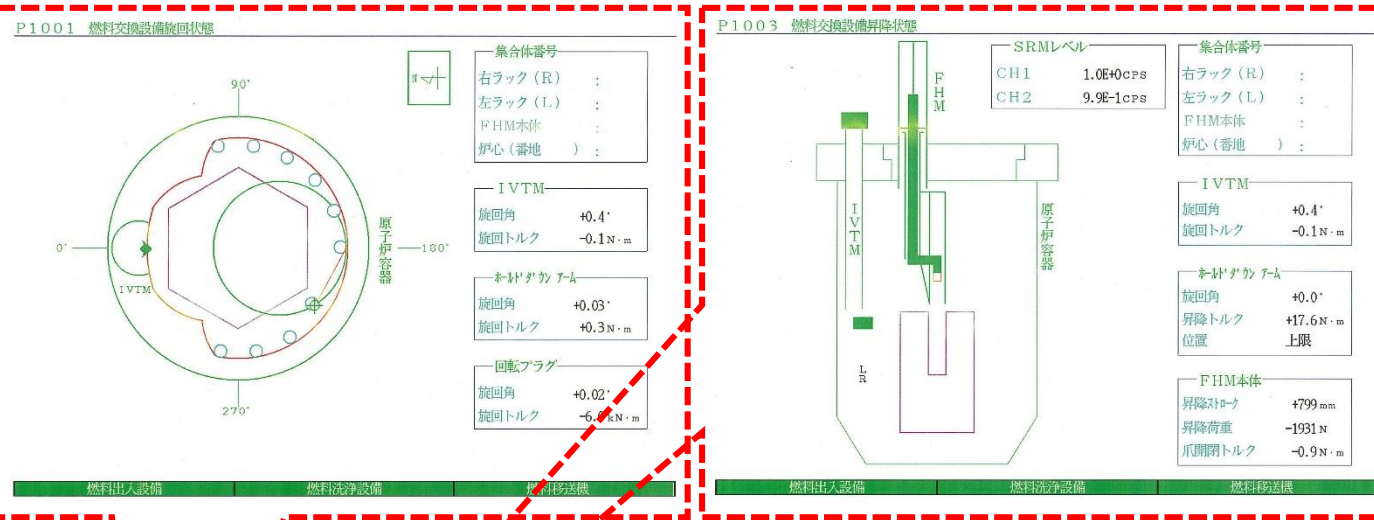 P1001 燃料交換設備旋回状態
90°
0°
180°
270°
IVTM
原子炉容器
集合体番号
右ラック(R) :
左ラック(L) :
FHM本体 :
炉心(番地 ) :
IVTM
旋回角 +0.4°
旋回トルク -0.1N·m
ホールドダウン アーム
旋回角 +0.03°
旋回トルク +0.3N·m
回転プラグ
旋回角 +0.02°
旋回トルク -6.0kN·m
燃料出入設備 燃料洗浄設備 燃料移送機
P1003 燃料交換設備昇降状態
FHM
IVTM
原子炉容器
LR
SRMレベル
CH1 1.0E+0CPS
CH2 9.9E-1CPS
集合体番号
右ラック(R) :
左ラック(L) :
FHM本体 :
炉心(番地 ) :
IVTM
旋回角 +0.4°
旋回トルク -0.1N·m
ホールドダウン アーム
旋回角 +0.0°
昇降トルク +17.6N·m
位置 上限
FHM本体
昇降ストローク +799mm
昇降荷重 -1931N
爪開閉トルク -0.9N·m
燃料出入設備 燃料洗浄設備 燃料移送機